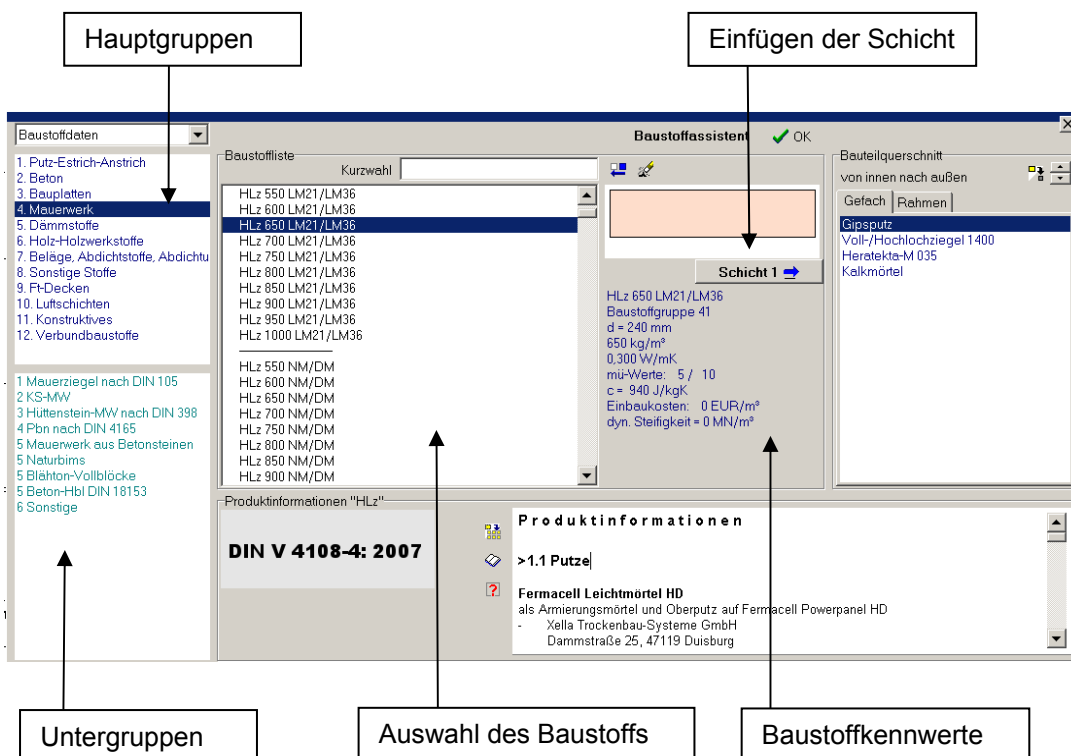 Hauptgruppen
Einfügen der Schicht
Baustoffdaten
Baustoffassistent
OK
1. Putz-Estrich-Anstrich
2. Beton
3. Bauplatten
4. Mauerwerk
5. Dämmstoffe
6. Holz-Holzwerkstoffe
7. Beläge, Abdichtstoffe, Abdichtu
8. Sonstige Stoffe
9. Ft-Decken
10. Luftschichten
11. Konstruktives
12. Verbundbaustoffe
1 Mauerziegel nach DIN 105
2 KS-MW
3 Hüttenstein-MW nach DIN 398
4 Pbn nach DIN 4165
5 Mauerwerk aus Betonsteinen
5 Naturbims
5 Blähton-Vollblöcke
5 Beton-Hbl DIN 18153
6 Sonstige
Baustoffliste
Kurzwahl
HLz 550 LM21/LM36
HLz 600 LM21/LM36
HLz 650 LM21/LM36
HLz 700 LM21/LM36
HLz 750 LM21/LM36
HLz 800 LM21/LM36
HLz 850 LM21/LM36
HLz 900 LM21/LM36
HLz 950 LM21/LM36
HLz 1000 LM21/LM36
HLz 550 NM/DM
HLz 600 NM/DM
HLz 650 NM/DM
HLz 700 NM/DM
HLz 750 NM/DM
HLz 800 NM/DM
HLz 850 NM/DM
HLz 900 NM/DM
Schicht 1
HLz 650 LM21/LM36
Baustoffgruppe 41
d = 240 mm
650 kg/m³
0,300 W/mK
mü-Werte: 5 / 10
c = 940 J/kgK
Einbaukosten: 0 EUR/m³
dyn. Steifigkeit = 0 MN/m³
Bauteilquerschnitt
von innen nach außen
Gefach Rahmen
Gipsputz
Voll-/Hochlochziegel 1400
Heratekta-M 035
Kalkmörtel
Produktinformationen "HLz"
DIN V 4108-4: 2007
Produktinformationen
>1.1 Putze
Fermacell Leichtmörtel HD
als Armierungsmörtel und Oberputz auf Fermacell Powerpanel HD
- Xella Trockenbau-Systeme GmbH
Dammstraße 25, 47119 Duisburg
Untergruppen
Auswahl des Baustoffs
Baustoffkennwerte